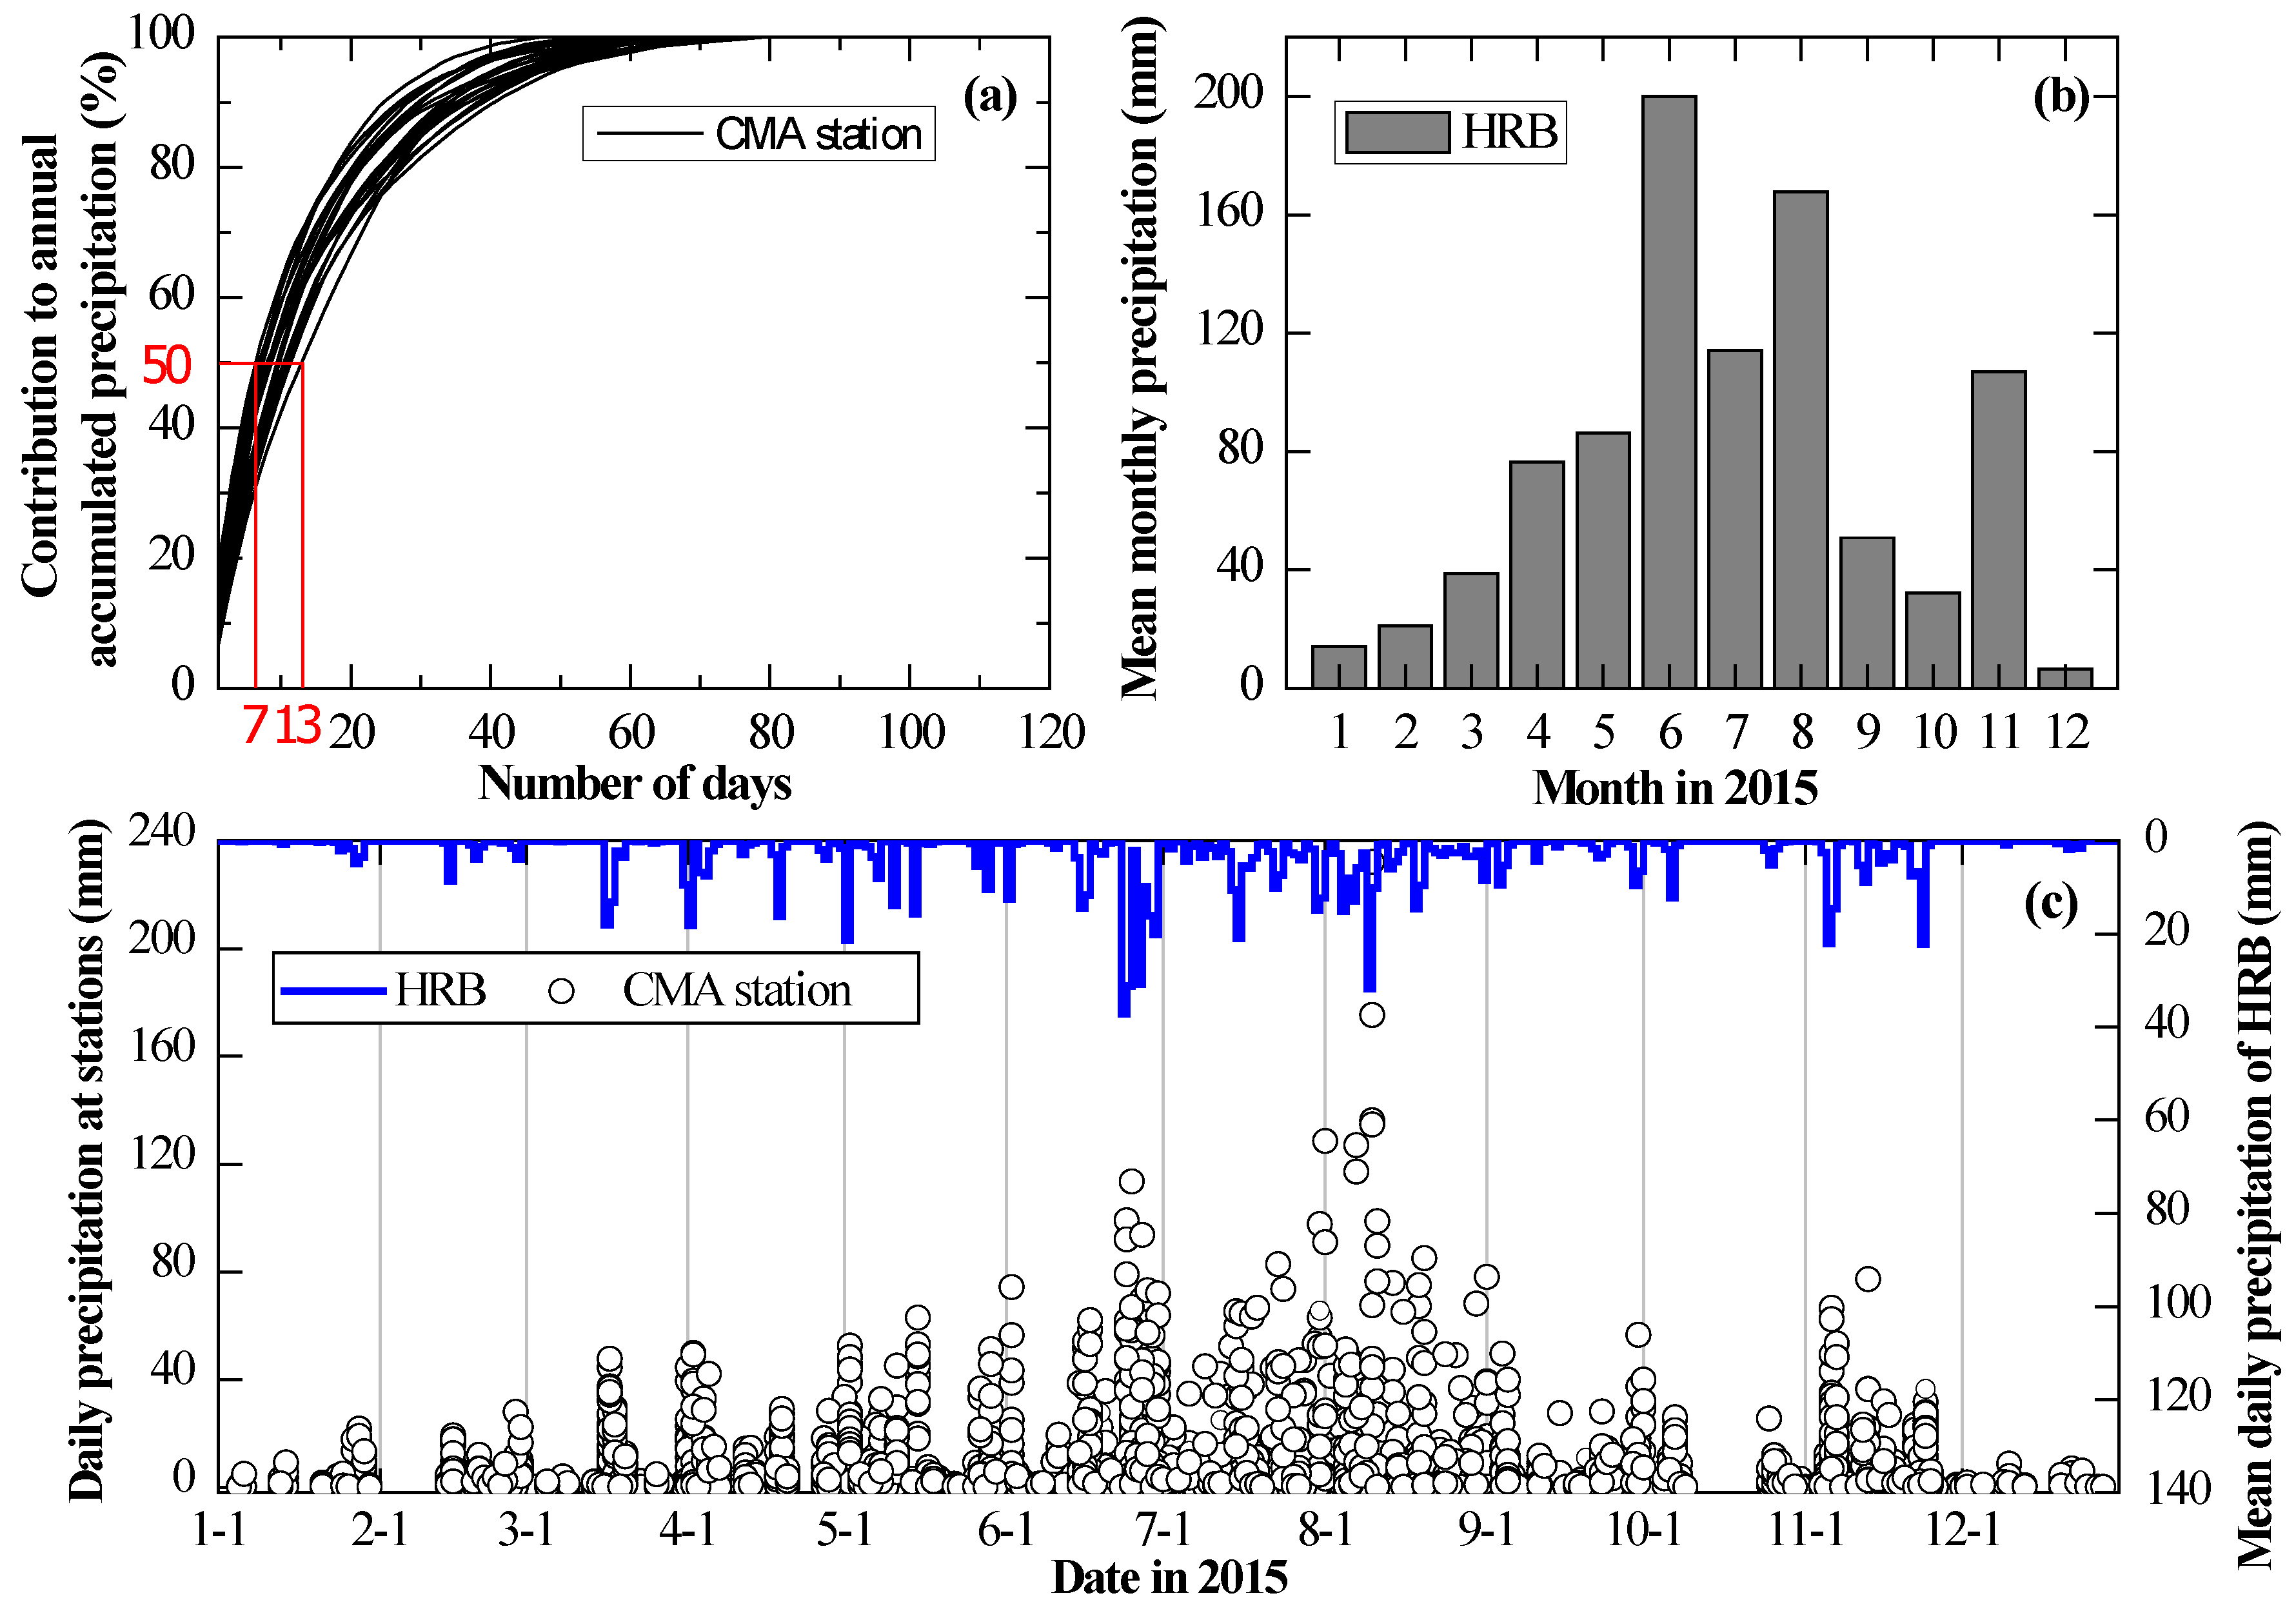 Contribution to annual
accumulated precipitation (%)
100
80
60
50
40
20
0
(a)
CMA station
7 13 20 40 60 80 100 120
Number of days
Mean monthly precipitation (mm)
200
160
120
80
40
0
(b)
HRB
1 2 3 4 5 6 7 8 9 10 11 12
Month in 2015
Daily precipitation at stations (mm)
240
200
160
120
80
40
0
(c)
HRB CMA station
0
20
40
60
80
100
120
140
Mean daily precipitation of HRB (mm)
1-1 2-1 3-1 4-1 5-1 6-1 7-1 8-1 9-1 10-1 11-1 12-1
Date in 2015